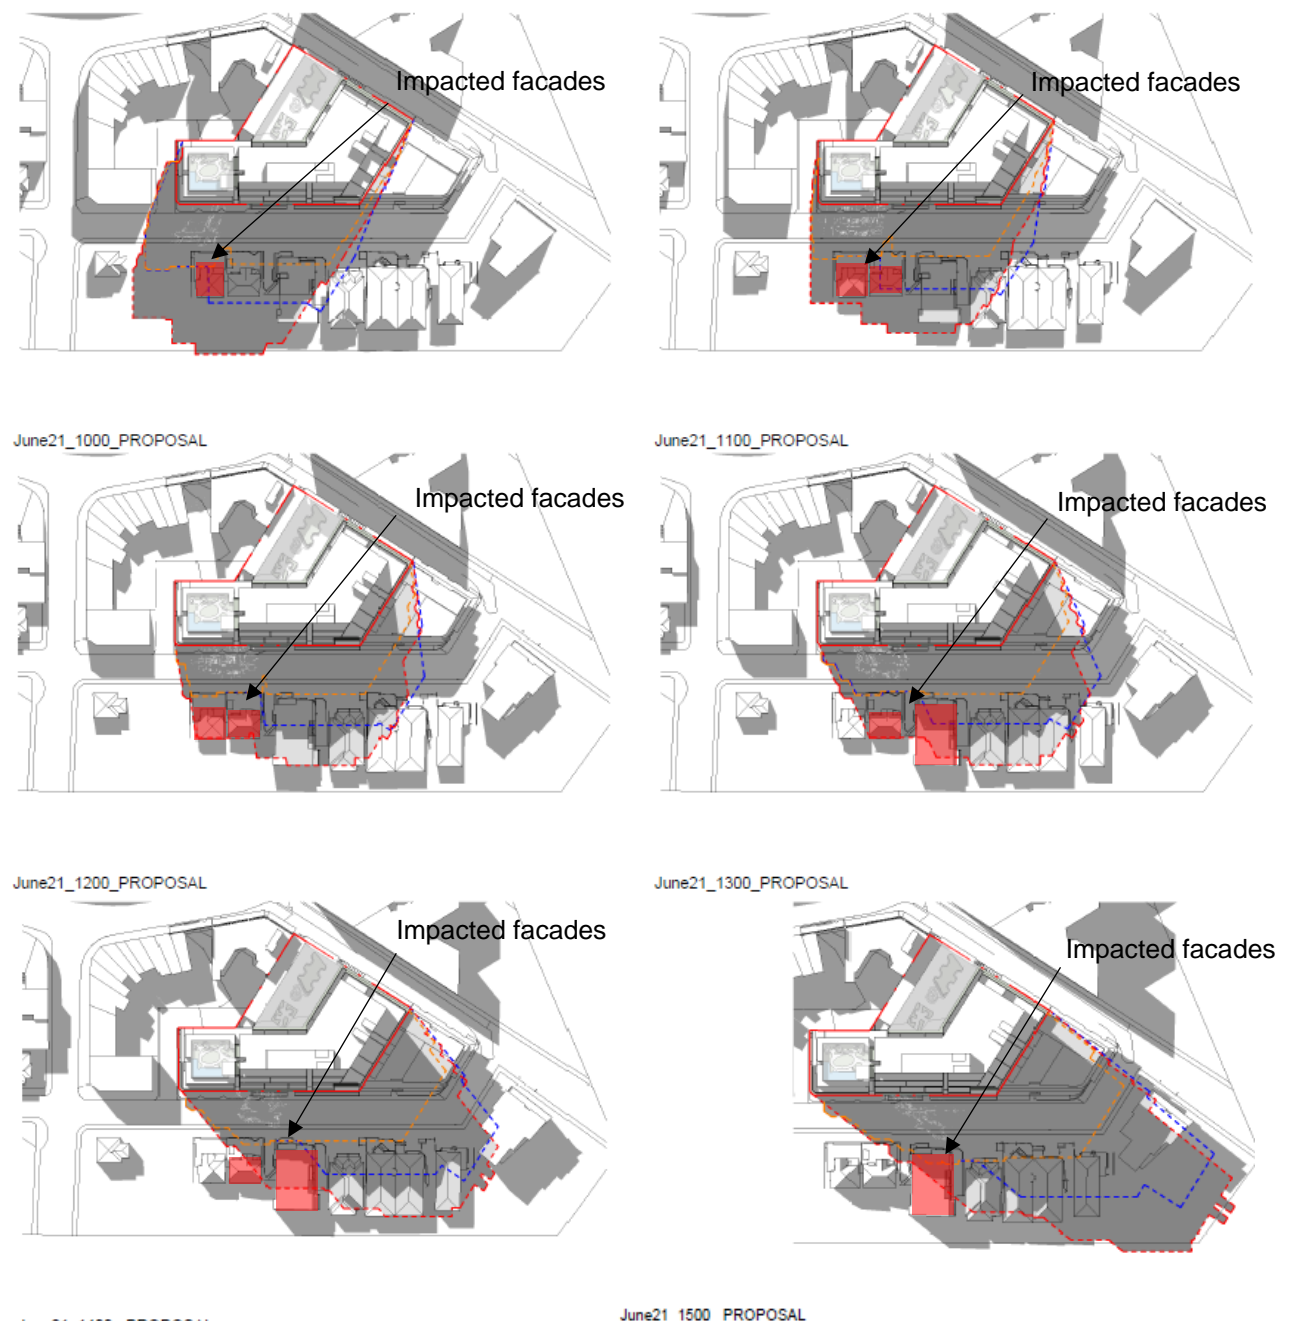 Impacted facades
Impacted facades
June21_1000_PROPOSAL
June21_1100_PROPOSAL
Impacted facades
Impacted facades
June21_1200_PROPOSAL
June21_1300_PROPOSAL
Impacted facades
Impacted facades
June21_1500_PROPOSAL